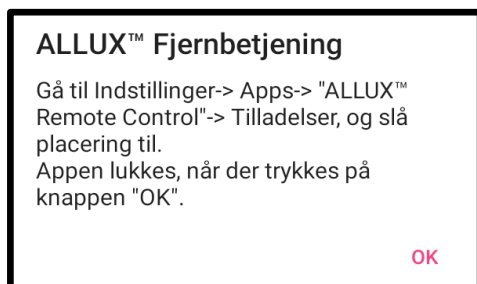 ALLUX™ Fjernbetjening
Gå til Indstillinger-> Apps-> "ALLUX™
Remote Control"-> Tilladelser, og slå
placering til.
Appen lukkes, når der trykkes på
knappen "OK".
OK